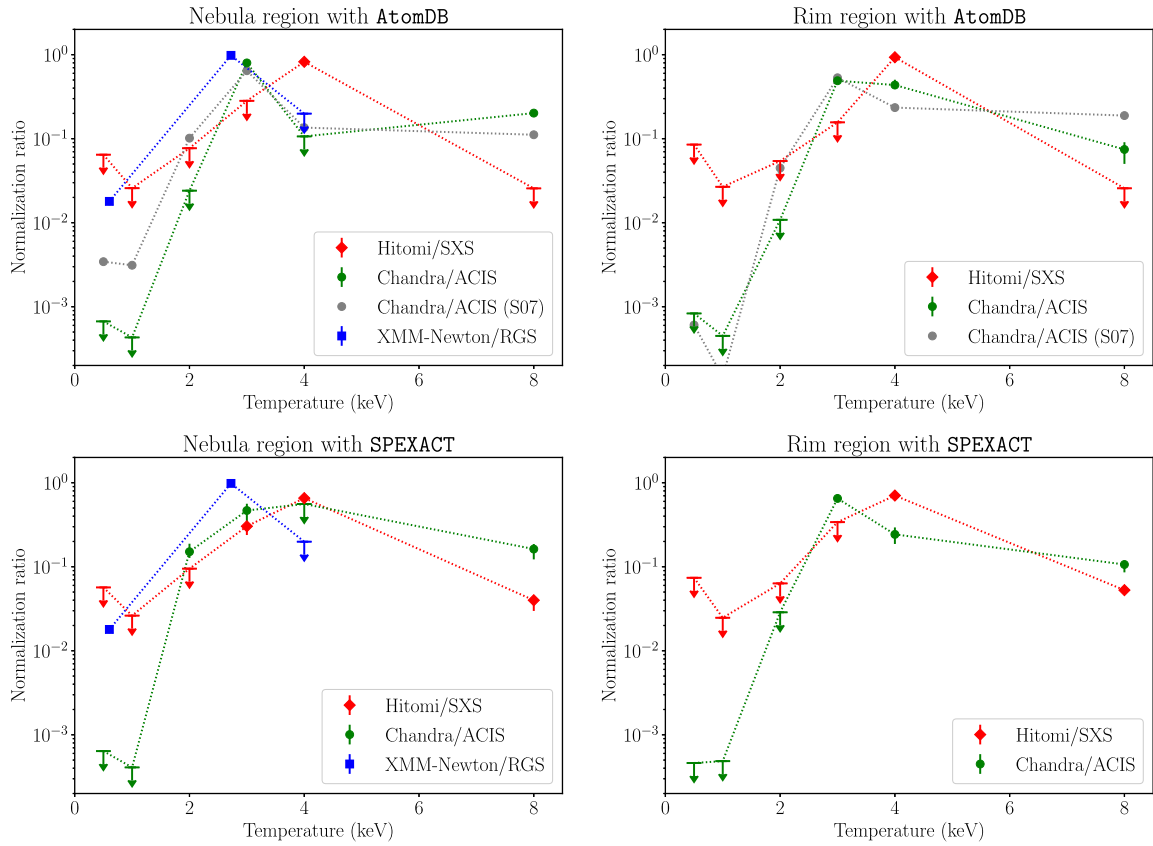 Nebula region with AtomDB
Normalization ratio
10^0
10^-1
10^-2
10^-3
Hitomi/SXS
Chandra/ACIS
Chandra/ACIS (S07)
XMM-Newton/RGS
0 2 4 6 8
Temperature (keV)
Rim region with AtomDB
Normalization ratio
10^0
10^-1
10^-2
10^-3
Hitomi/SXS
Chandra/ACIS
Chandra/ACIS (S07)
0 2 4 6 8
Temperature (keV)
Nebula region with SPEXACT
Normalization ratio
10^0
10^-1
10^-2
10^-3
Hitomi/SXS
Chandra/ACIS
XMM-Newton/RGS
0 2 4 6 8
Temperature (keV)
Rim region with SPEXACT
Normalization ratio
10^0
10^-1
10^-2
10^-3
Hitomi/SXS
Chandra/ACIS
0 2 4 6 8
Temperature (keV)